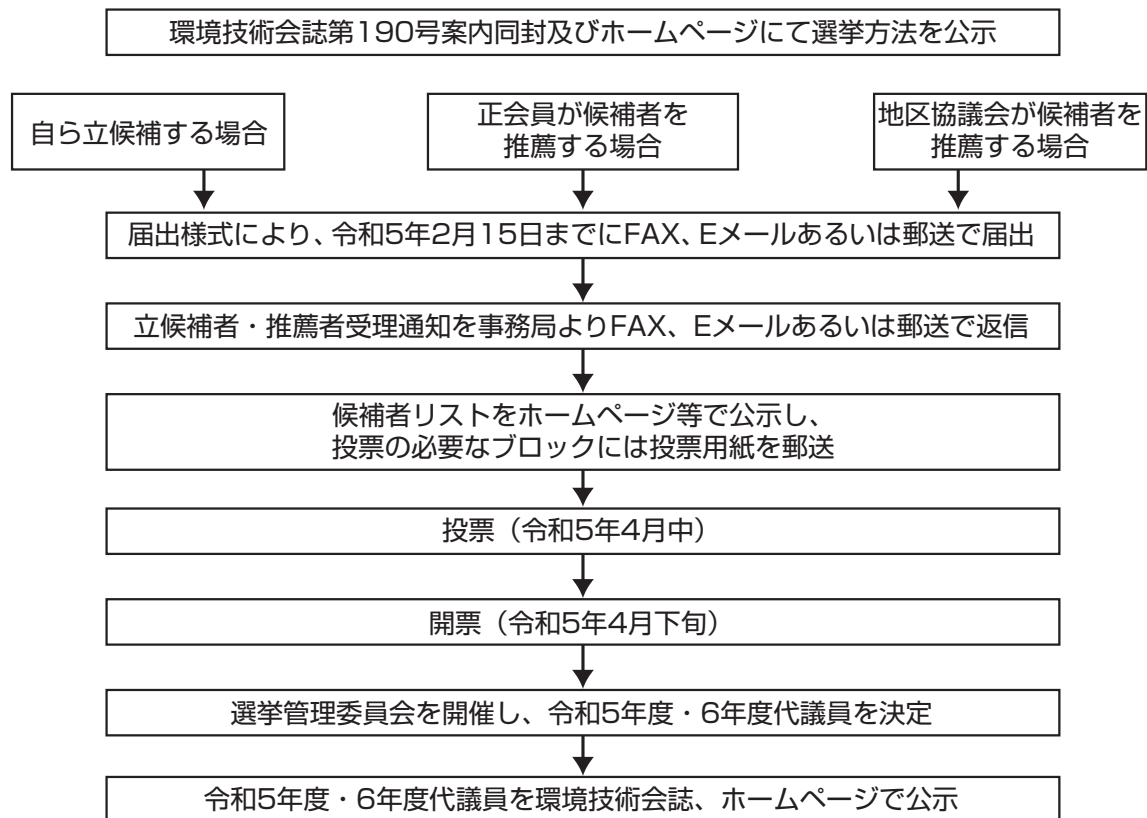 環境技術会誌第190号案内同封及びホームページにて選挙方法を公示
自ら立候補する場合
正会員が候補者を
推薦する場合
地区協議会が候補者を
推薦する場合
届出様式により、令和5年2月15日までにFAX、Eメールあるいは郵送で届出
立候補者・推薦者受理通知を事務局よりFAX、Eメールあるいは郵送で返信
候補者リストをホームページ等で公示し、
投票の必要なブロックには投票用紙を郵送
投票（令和5年4月中）
開票（令和5年4月下旬）
選挙管理委員会を開催し、令和5年度・6年度代議員を決定
令和5年度・6年度代議員を環境技術会誌、ホームページで公示